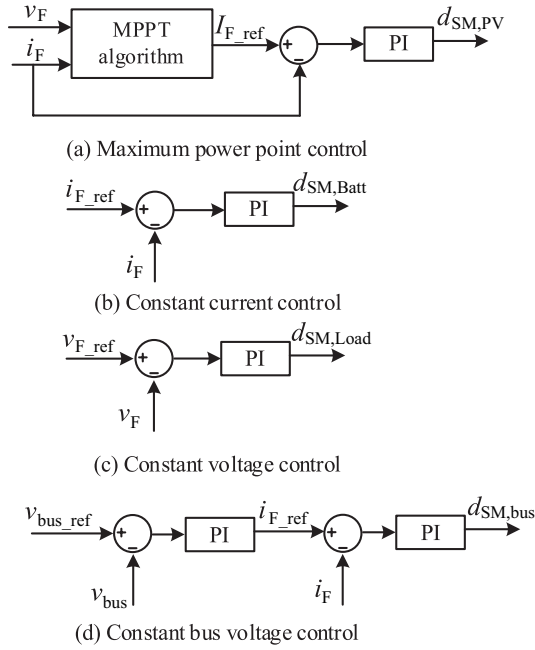 v_F
MPPT algorithm
I_F_ref
+
−
PI
d_SM,PV
i_F
(a) Maximum power point control
i_F_ref
+
−
PI
d_SM,Batt
i_F
(b) Constant current control
v_F_ref
+
−
PI
d_SM,Load
v_F
(c) Constant voltage control
v_bus_ref
+
−
PI
i_F_ref
+
−
PI
d_SM,bus
v_bus
i_F
(d) Constant bus voltage control